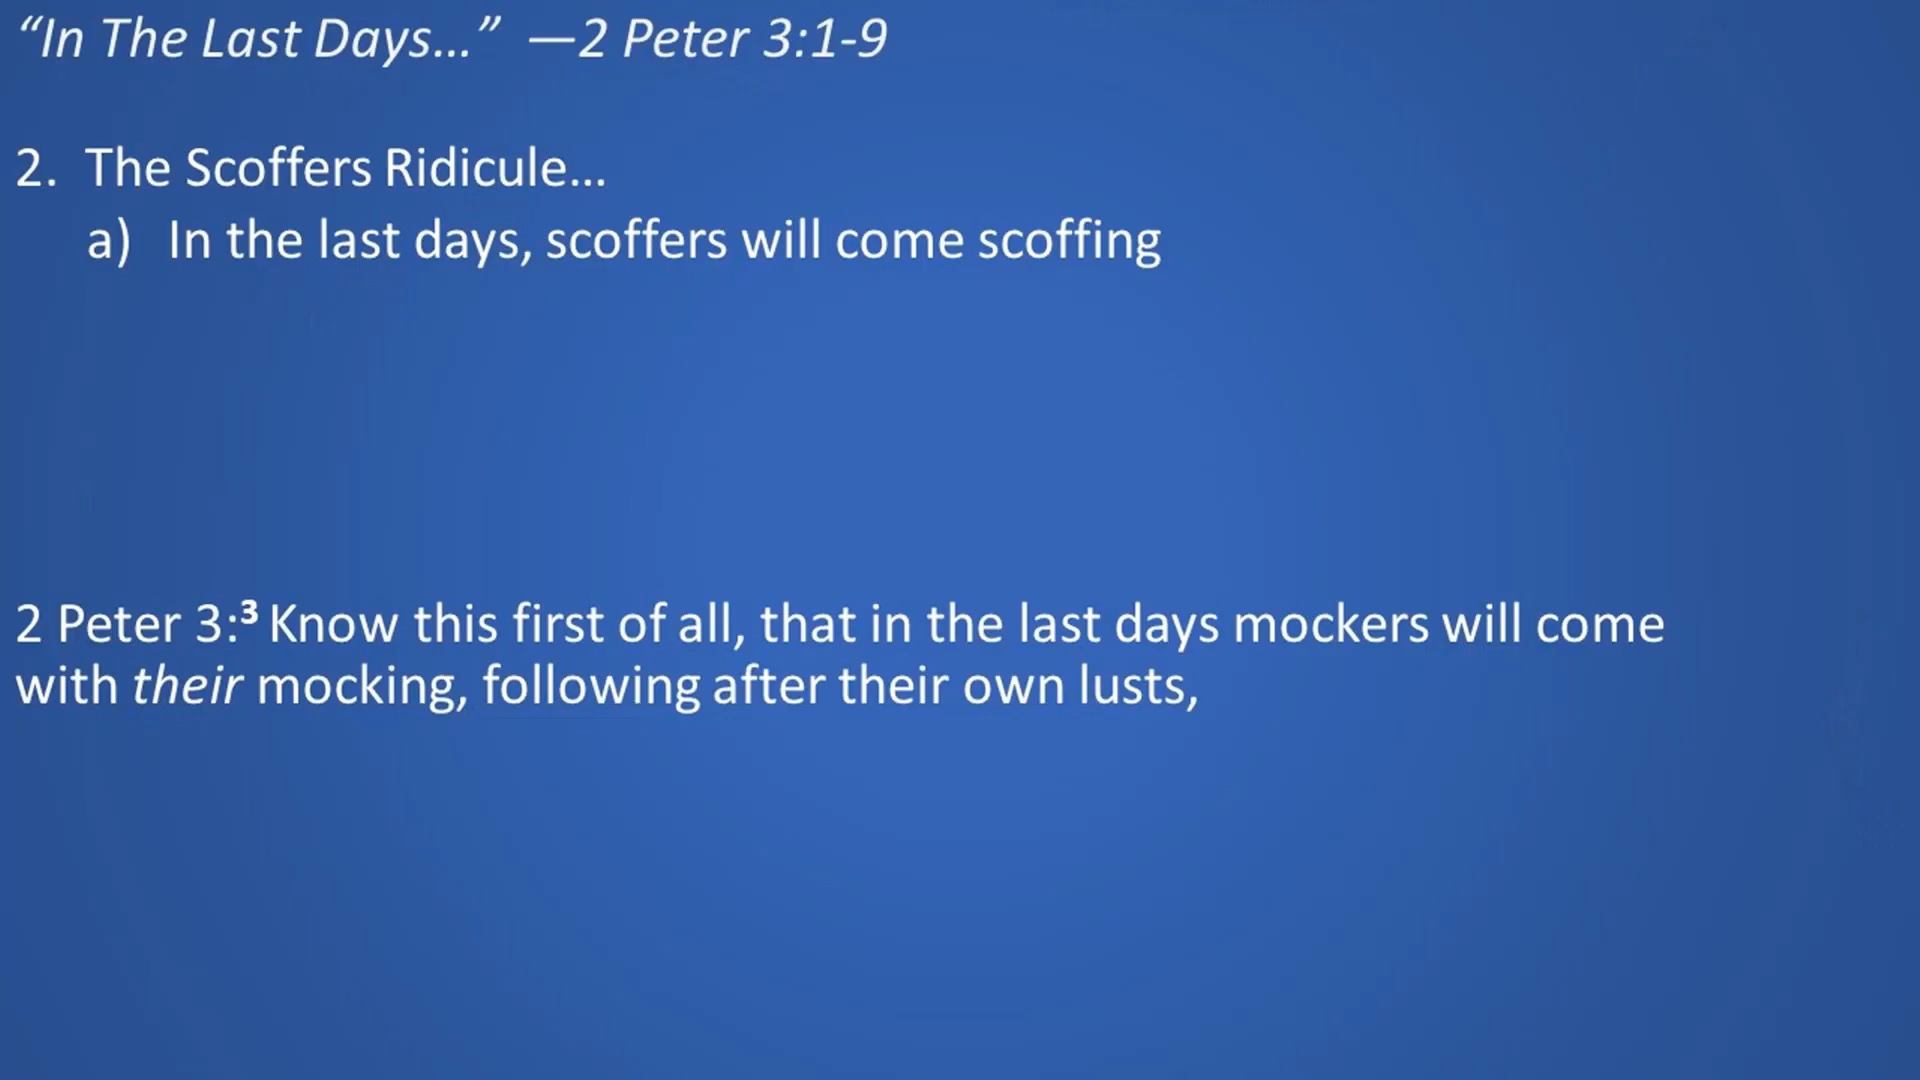 “In The Last Days…” —2 Peter 3:1-9
2. The Scoffers Ridicule…
a) In the last days, scoffers will come scoffing
2 Peter 3:³ Know this first of all, that in the last days mockers will come
with their mocking, following after their own lusts,